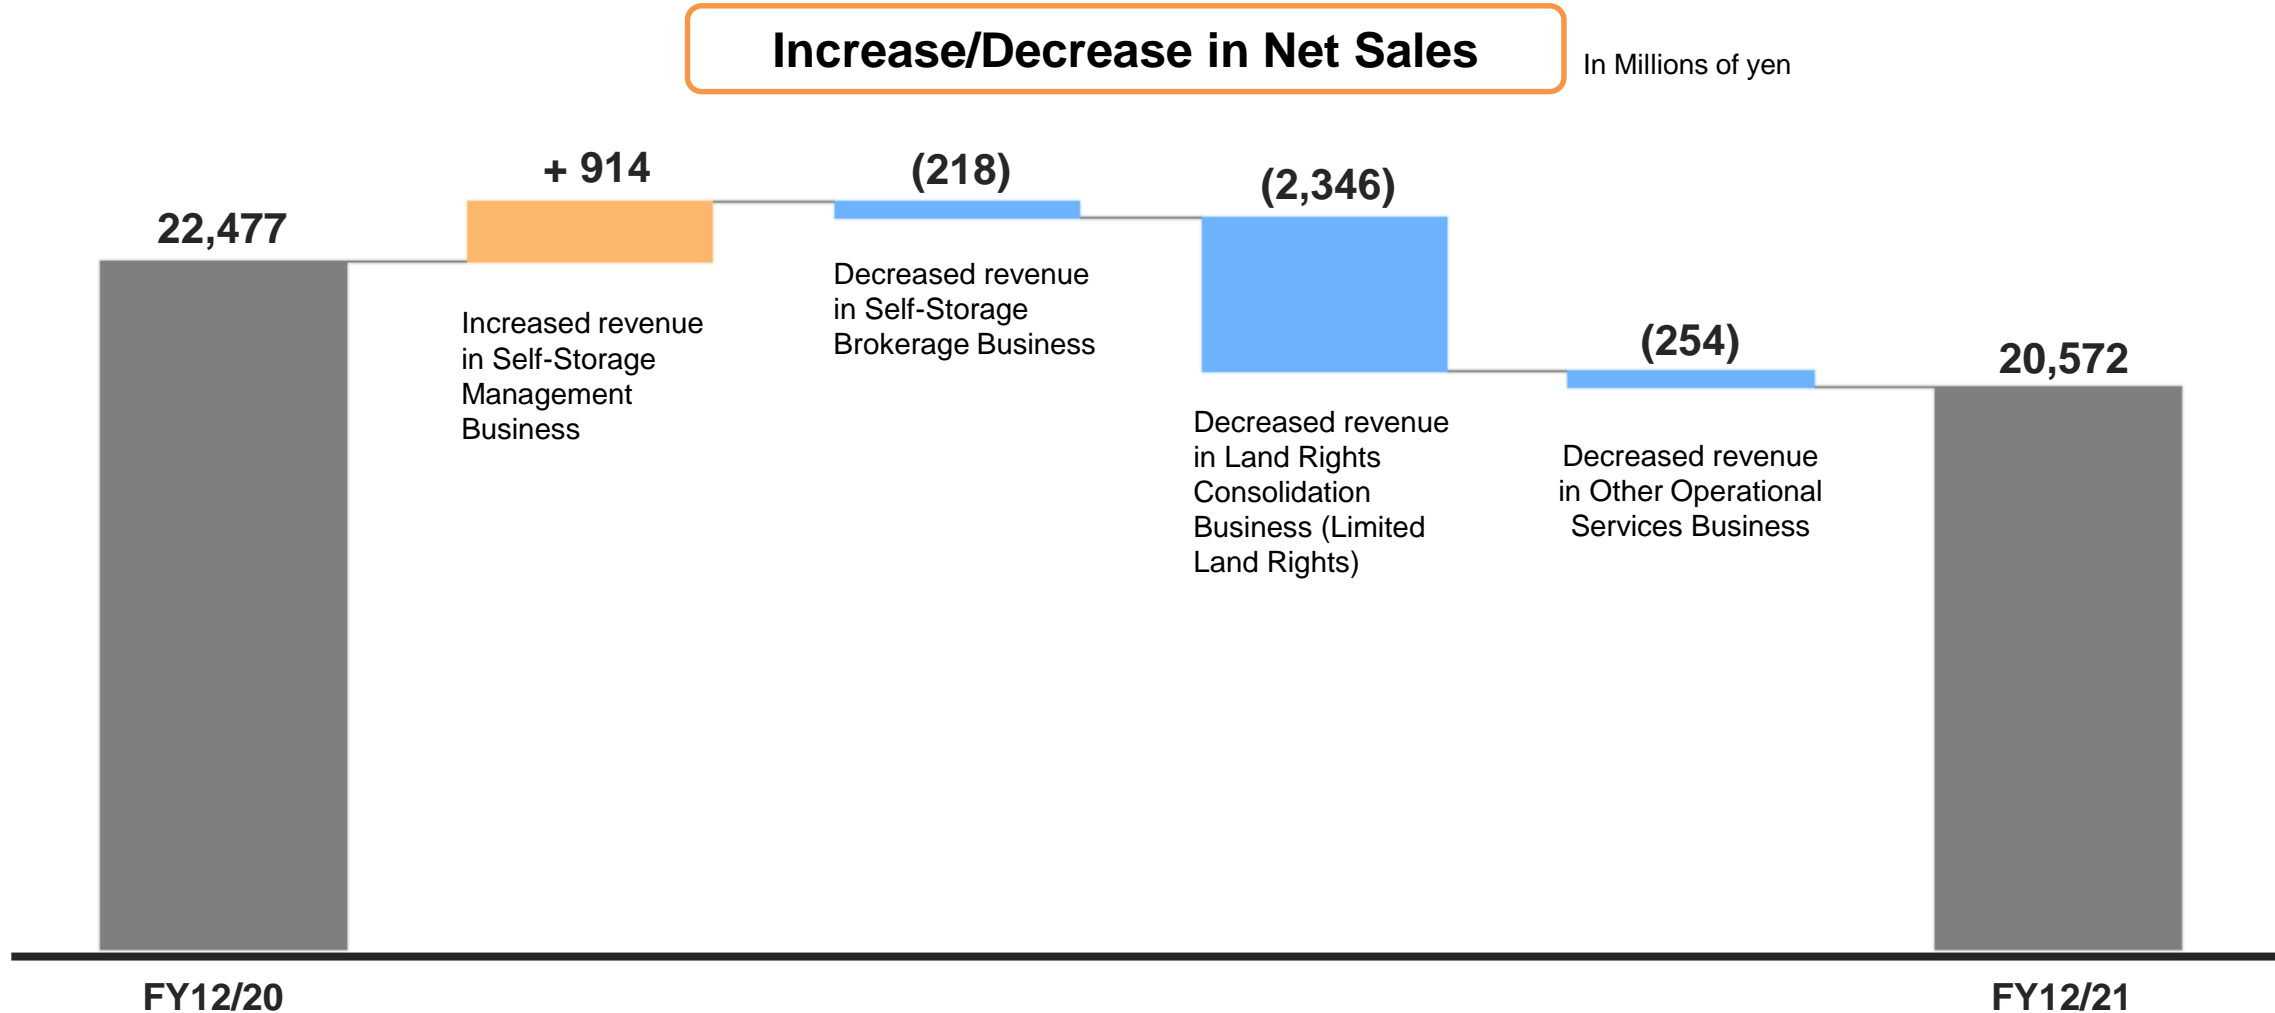 Increase/Decrease in Net Sales
In Millions of yen
22,477
+ 914
(218)
(2,346)
(254)
20,572
Increased revenue
in Self-Storage
Management
Business
Decreased revenue
in Self-Storage
Brokerage Business
Decreased revenue
in Land Rights
Consolidation
Business (Limited
Land Rights)
Decreased revenue
in Other Operational
Services Business
FY12/20
FY12/21